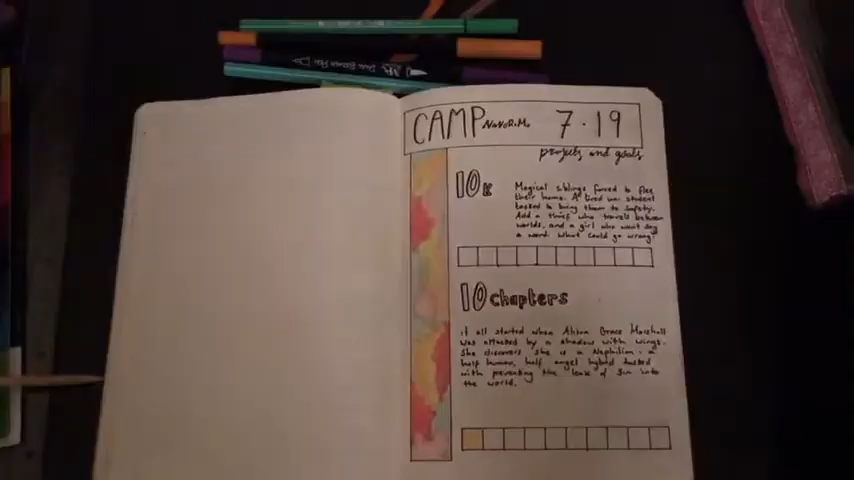 CAMP NaNoWriMo 7.19
projects and goals
10k
Magical siblings forced to flee
their home. A tired uni student
tasked to bring them to safety.
Add a thief who travels between
worlds, and a girl who won't say
a word. What could go wrong?
10 chapters
it all started when Grace Marshall
was attacked by a shadow with wings.
She discovers she is a Nephilim - a
half human, half angel hybrid tasked
with preventing the leak of Sin into
the world.